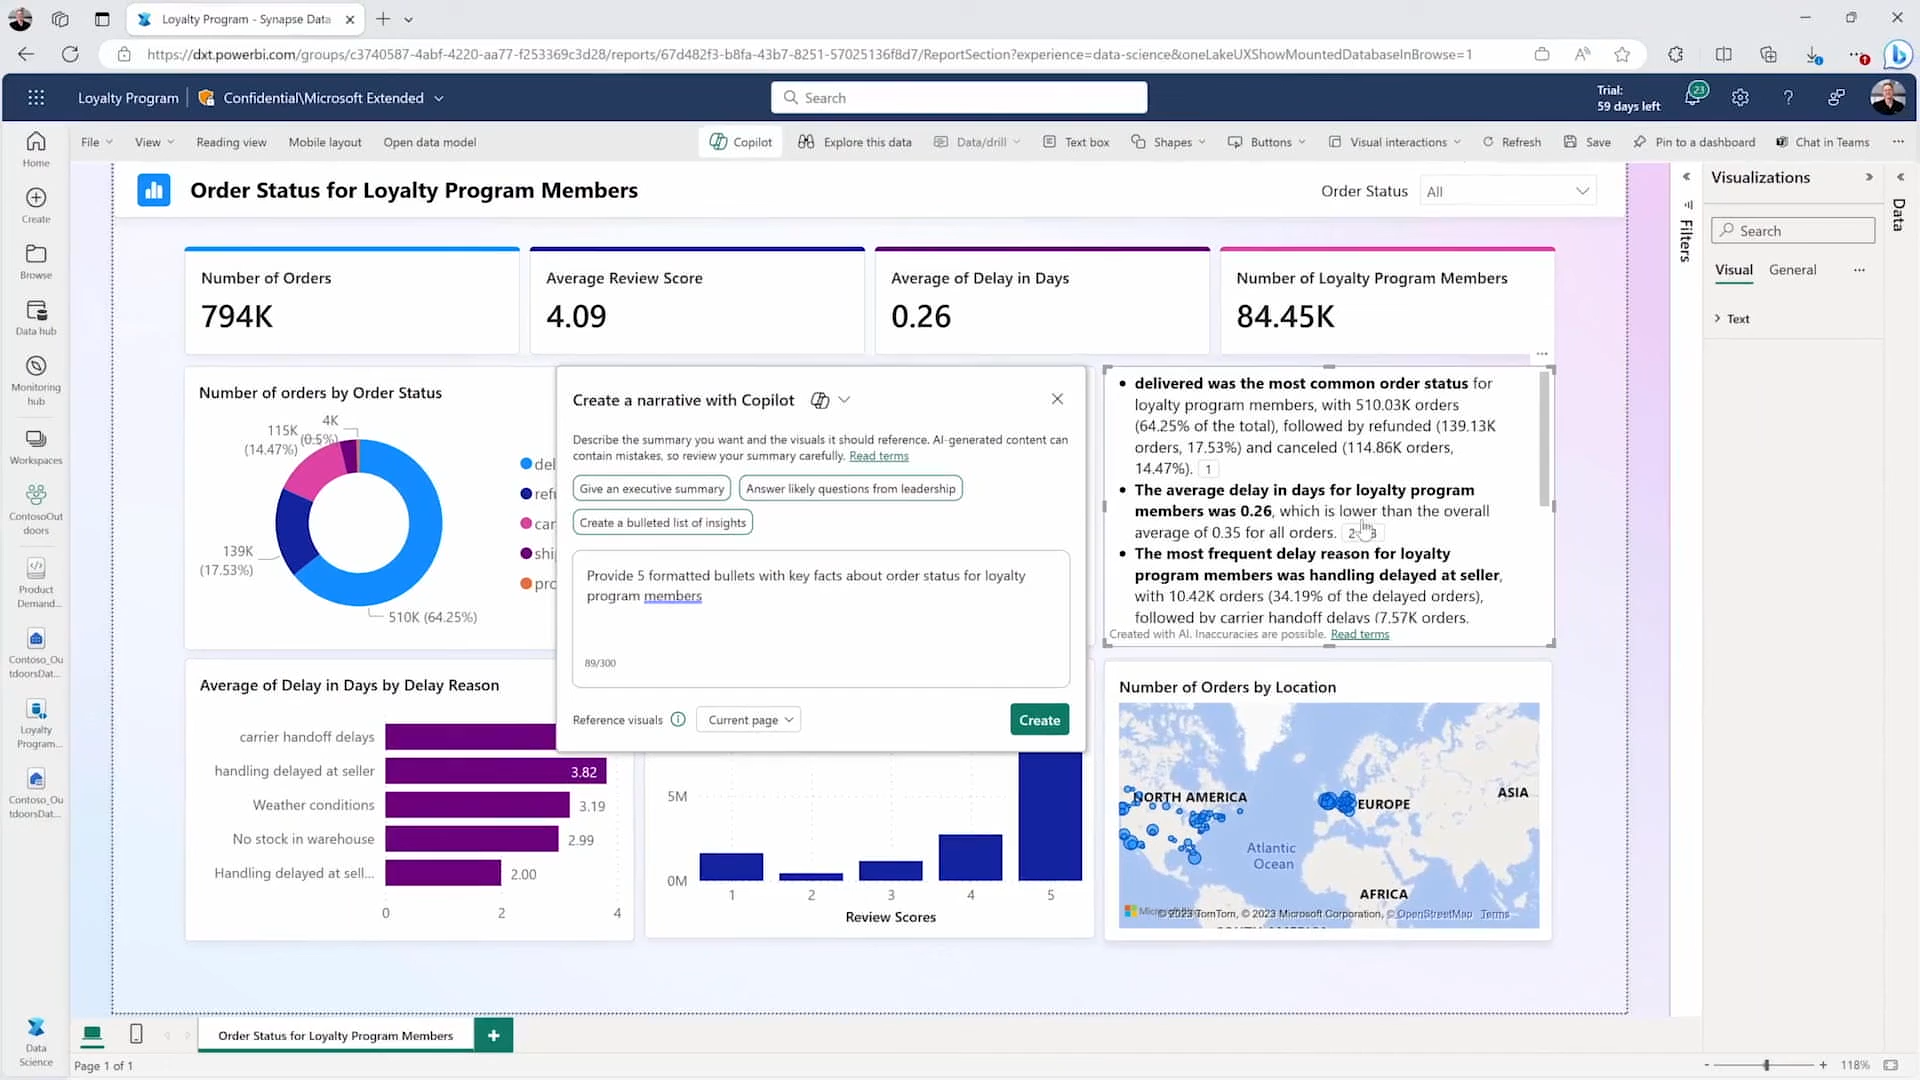 Loyalty Program - Synapse Data
https://dxt.powerbi.com/groups/c3740587-4abf-4220-aa77-f253369c3d28/reports/67d482f3-b8fa-43b7-8251-57025136f8d7/ReportSection?experience=data-science&oneLakeUXShowMountedDatabaseInBrowse=1
Loyalty Program
Confidential\Microsoft Extended
Search
Trial:
59 days left
23
File
View
Reading view
Mobile layout
Open data model
Copilot
Explore this data
Data/drill
Text box
Shapes
Buttons
Visual interactions
Refresh
Save
Pin to a dashboard
Chat in Teams
Home
Create
Browse
Data hub
Monitoring
hub
Workspaces
ContosoOut
doors
Product
Demand...
Contoso_Ou
tdoorsDat...
Loyalty
Program...
Contoso_Ou
tdoorsDat...
Data
Science
Order Status for Loyalty Program Members
Order Status
All
Number of Orders
794K
Average Review Score
4.09
Average of Delay in Days
0.26
Number of Loyalty Program Members
84.45K
Number of orders by Order Status
4K
(0.5%)
115K
(14.47%)
139K
(17.53%)
510K (64.25%)
del
refu
can
ship
pro
Create a narrative with Copilot
Describe the summary you want and the visuals it should reference. AI-generated content can
contain mistakes, so review your summary carefully. Read terms
Give an executive summary
Answer likely questions from leadership
Create a bulleted list of insights
Provide 5 formatted bullets with key facts about order status for loyalty
program members
89/300
Reference visuals
Current page
Create
• delivered was the most common order status for
loyalty program members, with 510.03K orders
(64.25% of the total), followed by refunded (139.13K
orders, 17.53%) and canceled (114.86K orders,
14.47%). 1
• The average delay in days for loyalty program
members was 0.26, which is lower than the overall
average of 0.35 for all orders. 2 3
• The most frequent delay reason for loyalty
program members was handling delayed at seller,
with 10.42K orders (34.19% of the delayed orders),
followed by carrier handoff delays (7.57K orders,
Created with AI. Inaccuracies are possible. Read terms
Average of Delay in Days by Delay Reason
carrier handoff delays
handling delayed at seller
3.82
Weather conditions
3.19
No stock in warehouse
2.99
Handling delayed at sell...
2.00
0
2
4
5M
0M
1
2
3
4
5
Review Scores
Number of Orders by Location
NORTH AMERICA
EUROPE
ASIA
Atlantic
Ocean
AFRICA
© 2023 TomTom, © 2023 Microsoft Corporation, © OpenStreetMap Terms
Filters
Visualizations
Search
Visual
General
Text
Data
Order Status for Loyalty Program Members
Page 1 of 1
118%